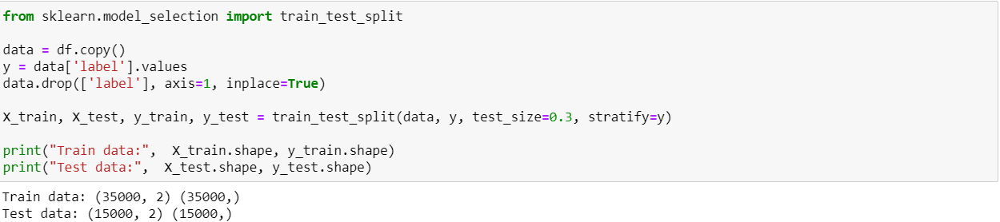 from sklearn.model_selection import train_test_split
data = df.copy()
y = data['label'].values
data.drop(['label'], axis=1, inplace=True)
X_train, X_test, y_train, y_test = train_test_split(data, y, test_size=0.3, stratify=y)
print("Train data:",  X_train.shape, y_train.shape)
print("Test data:",  X_test.shape, y_test.shape)
Train data: (35000, 2) (35000,)
Test data: (15000, 2) (15000,)